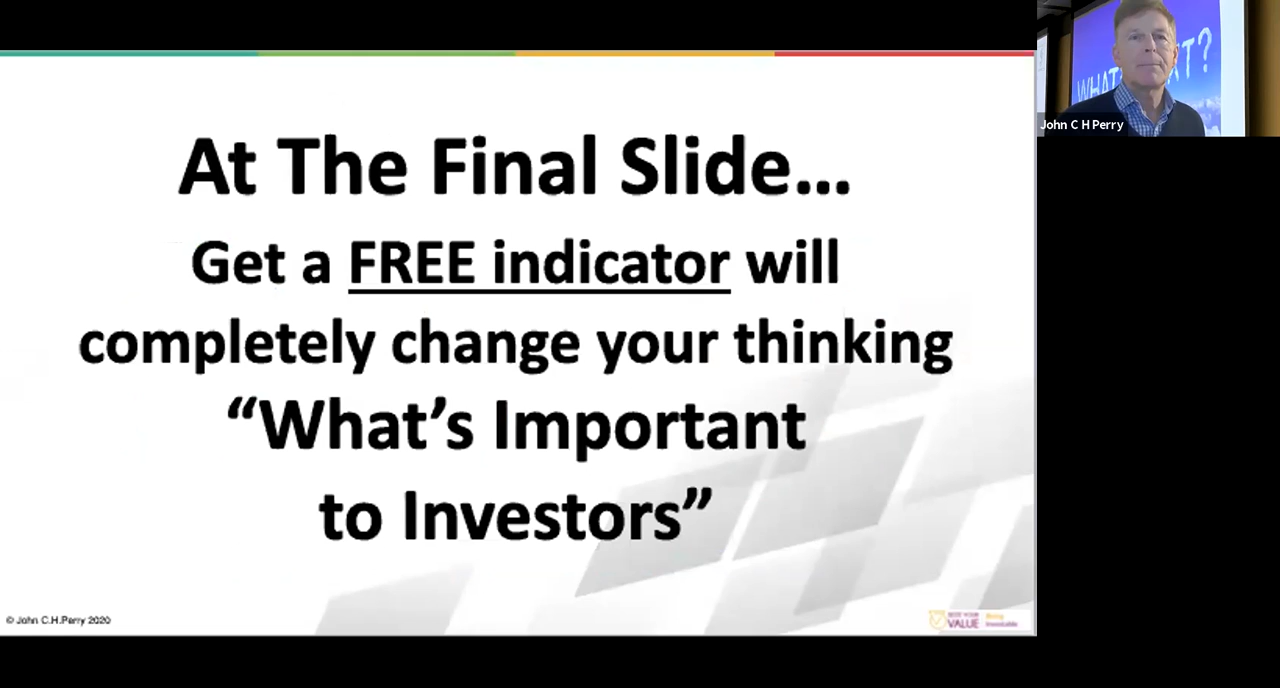 At The Final Slide...
Get a FREE indicator will
completely change your thinking
“What’s Important
to Investors”
© John C.H.Perry 2020
VALUE
John C H Perry